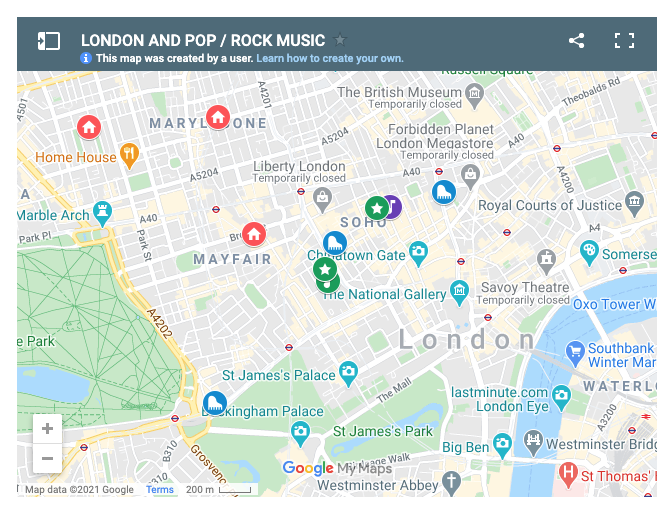 LONDON AND POP / ROCK MUSIC
This map was created by a user. Learn how to create your own.
Russell Square
A501
A4201
The British Museum
Temporarily closed
Theobalds Rd
MARYLEBONE
A5204
Forbidden Planet
London Megastore
Temporarily closed
A40
Home House
Liberty London
Temporarily closed
A4200
A5204
A
Marble Arch
A40
A40
Royal Courts of Justice
SOHO
A4
Park Pl
Park St
MAYFAIR
Chinatown Gate
Somerse
Savoy Theatre
Temporarily closed
The National Gallery
Oxo Tower W
A4202
London
e Park
Southbank
Winter Mar
St James's Palace
The Mall
WATERLO
lastminute.com
London Eye
Buckingham Palace
A3200
St James's Park
Big Ben
Westminster Bridg
B310
Grosvenor
Google My Maps
St Thomas' H
Westminster Abbey
Map data ©2021 Google
Terms
200 m